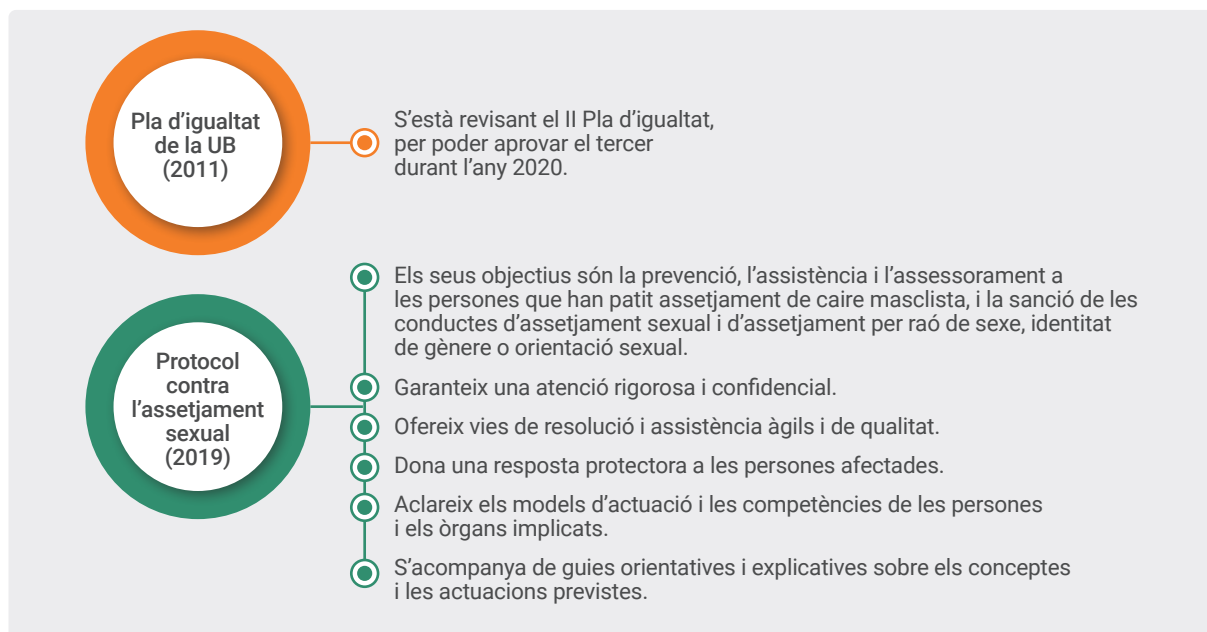 Pla d’igualtat
de la UB
(2011)
S’està revisant el II Pla d’igualtat,
per poder aprovar el tercer
durant l’any 2020.
Protocol
contra
l’assetjament
sexual
(2019)
Els seus objectius són la prevenció, l’assistència i l’assessorament a
les persones que han patit assetjament de caire masclista, i la sanció de les
conductes d’assetjament sexual i d’assetjament per raó de sexe, identitat
de gènere o orientació sexual.
Garanteix una atenció rigorosa i confidencial.
Ofereix vies de resolució i assistència àgils i de qualitat.
Dona una resposta protectora a les persones afectades.
Aclareix els models d’actuació i les competències de les persones
i els òrgans implicats.
S’acompanya de guies orientatives i explicatives sobre els conceptes
i les actuacions previstes.